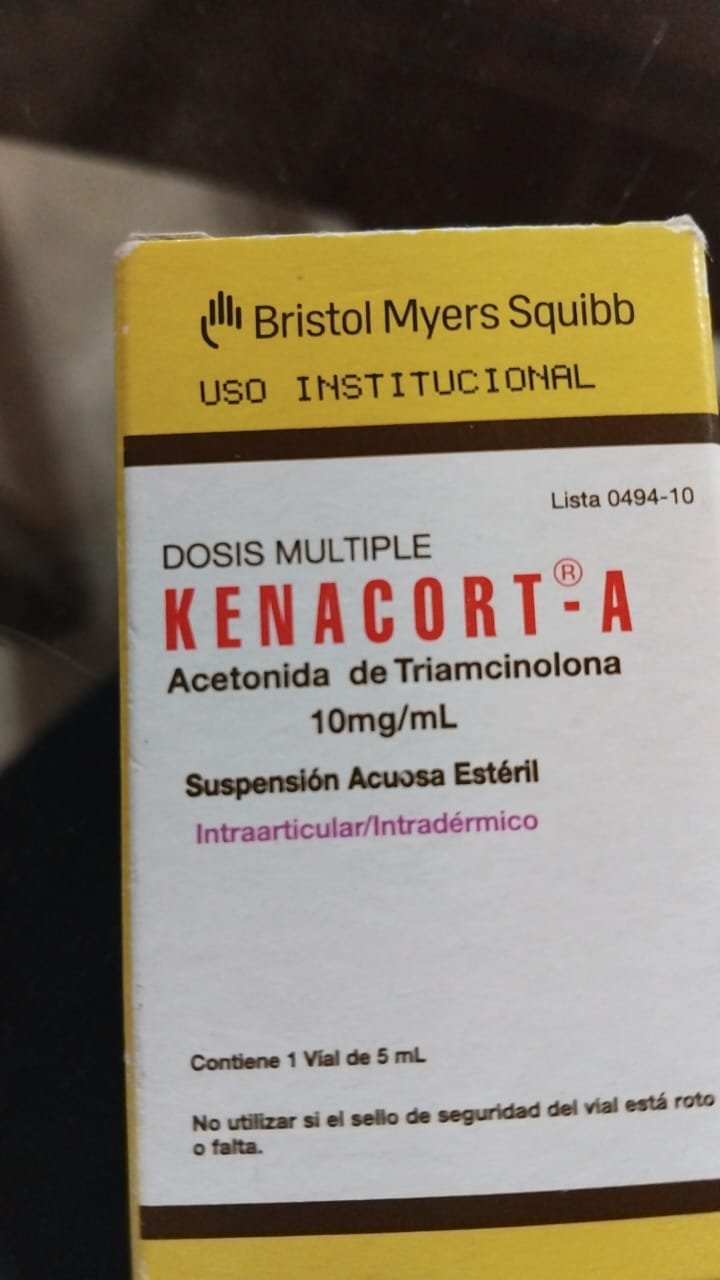 Bristol Myers Squibb
USO INSTITUCIONAL
Lista 0494-10
DOSIS MULTIPLE
KENACORT®-A
Acetonida de Triamcinolona
10mg/mL
Suspensión Acuosa Estéril
Intraarticular/Intradérmico
Contiene 1 Vial de 5 mL
No utilizar si el sello de seguridad del vial está roto
o falta.